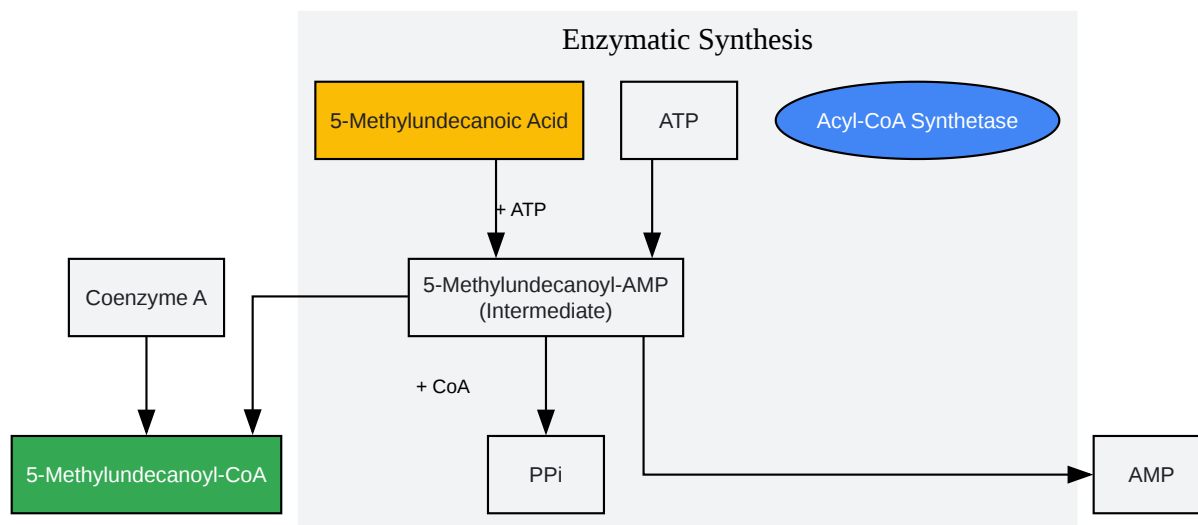 Enzymatic Synthesis
5-Methylundecanoic Acid
ATP
Acyl-CoA Synthetase
+ ATP
Coenzyme A
5-Methylundecanoyl-AMP
(Intermediate)
+ CoA
5-Methylundecanoyl-CoA
PPi
AMP